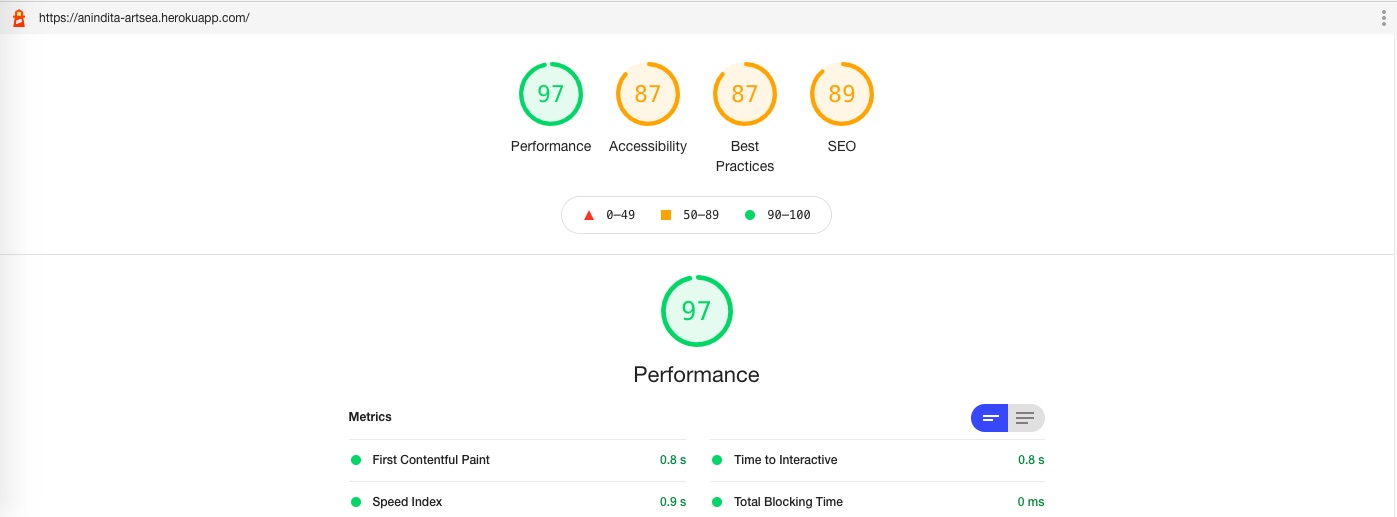 https://anindita-artsea.herokuapp.com/
97 87 87 89
Performance Accessibility Best Practices SEO
0–49 50–89 90–100
97
Performance
Metrics
First Contentful Paint 0.8 s
Time to Interactive 0.8 s
Speed Index 0.9 s
Total Blocking Time 0 ms